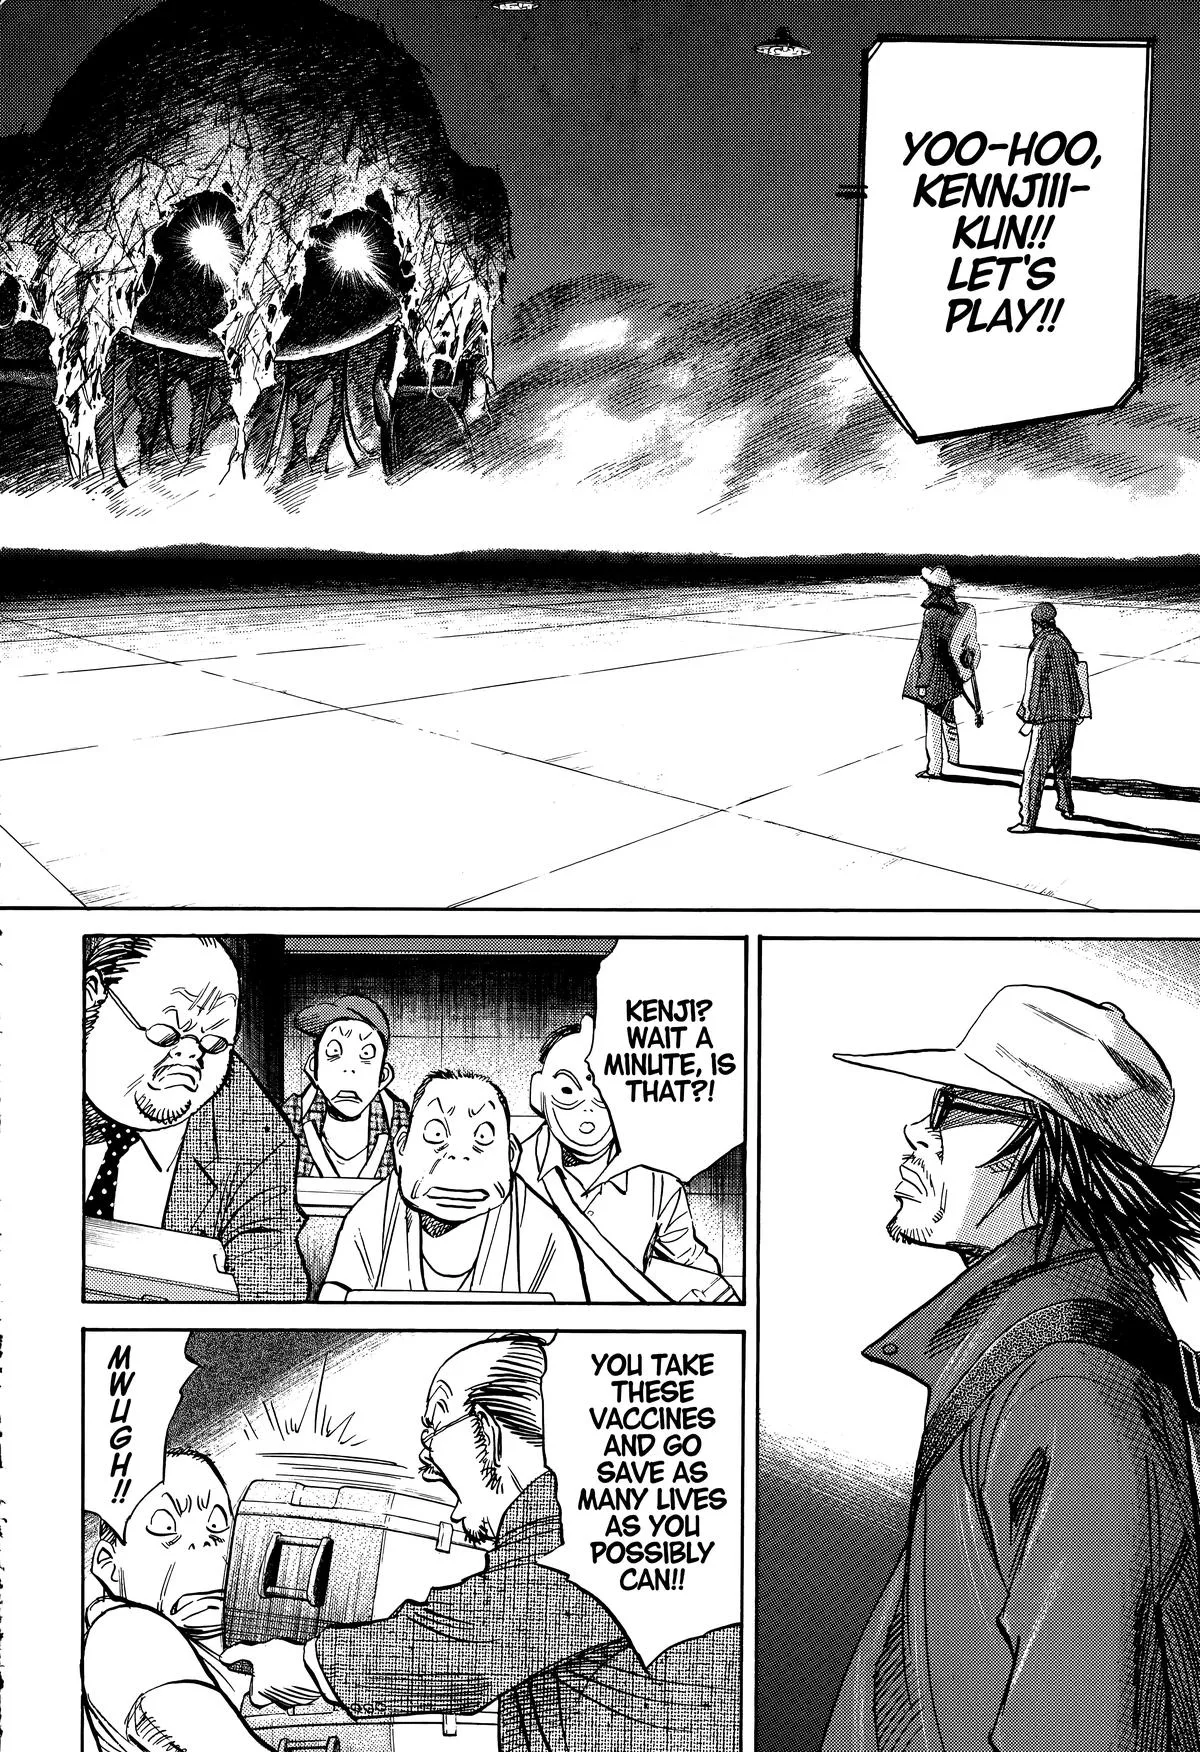 YOO-HOO,
KENNJIII-
KUN!!
LET'S
PLAY!!
KENJI?
WAIT A
MINUTE, IS
THAT?!
YOU TAKE
THESE
VACCINES
AND GO
SAVE AS
MANY LIVES
AS YOU
POSSIBLY
CAN!!
MWUGH!!